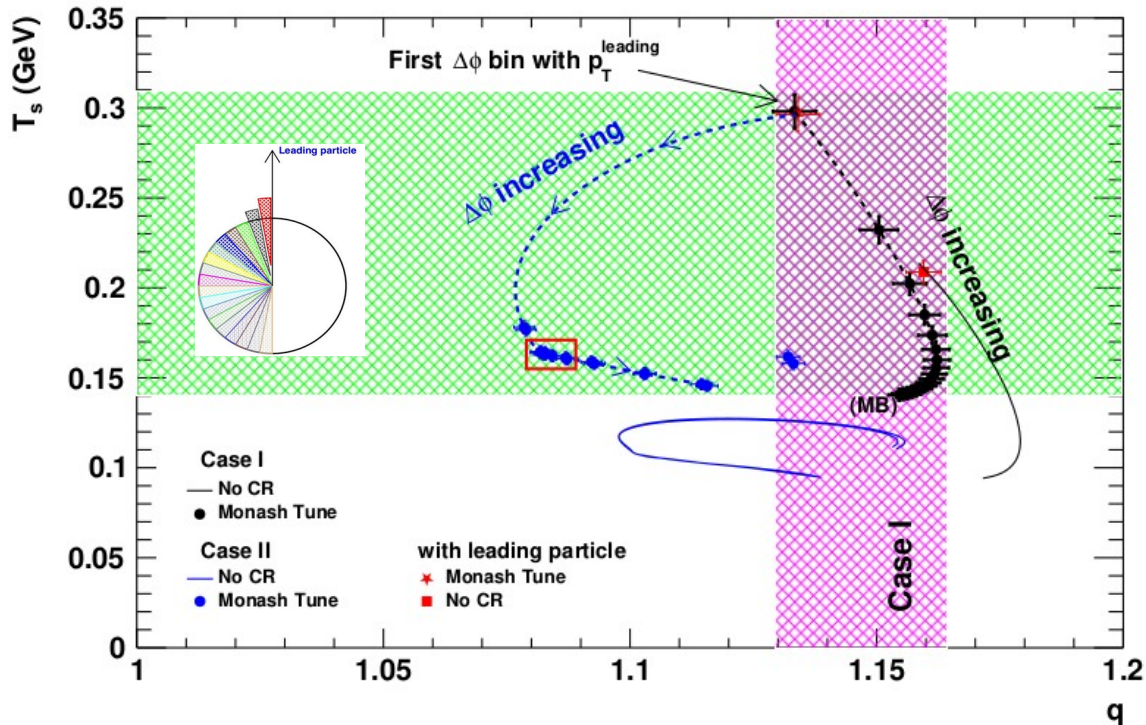 T_s (GeV)
0.35
0.3
0.25
0.2
0.15
0.1
0.05
0
First Δϕ bin with p_T^leading
Leading particle
Δϕ increasing
Δϕ increasing
(MB)
Case I
No CR
Monash Tune
Case II
No CR
Monash Tune
with leading particle
Monash Tune
No CR
Case I
1
1.05
1.1
1.15
1.2
q